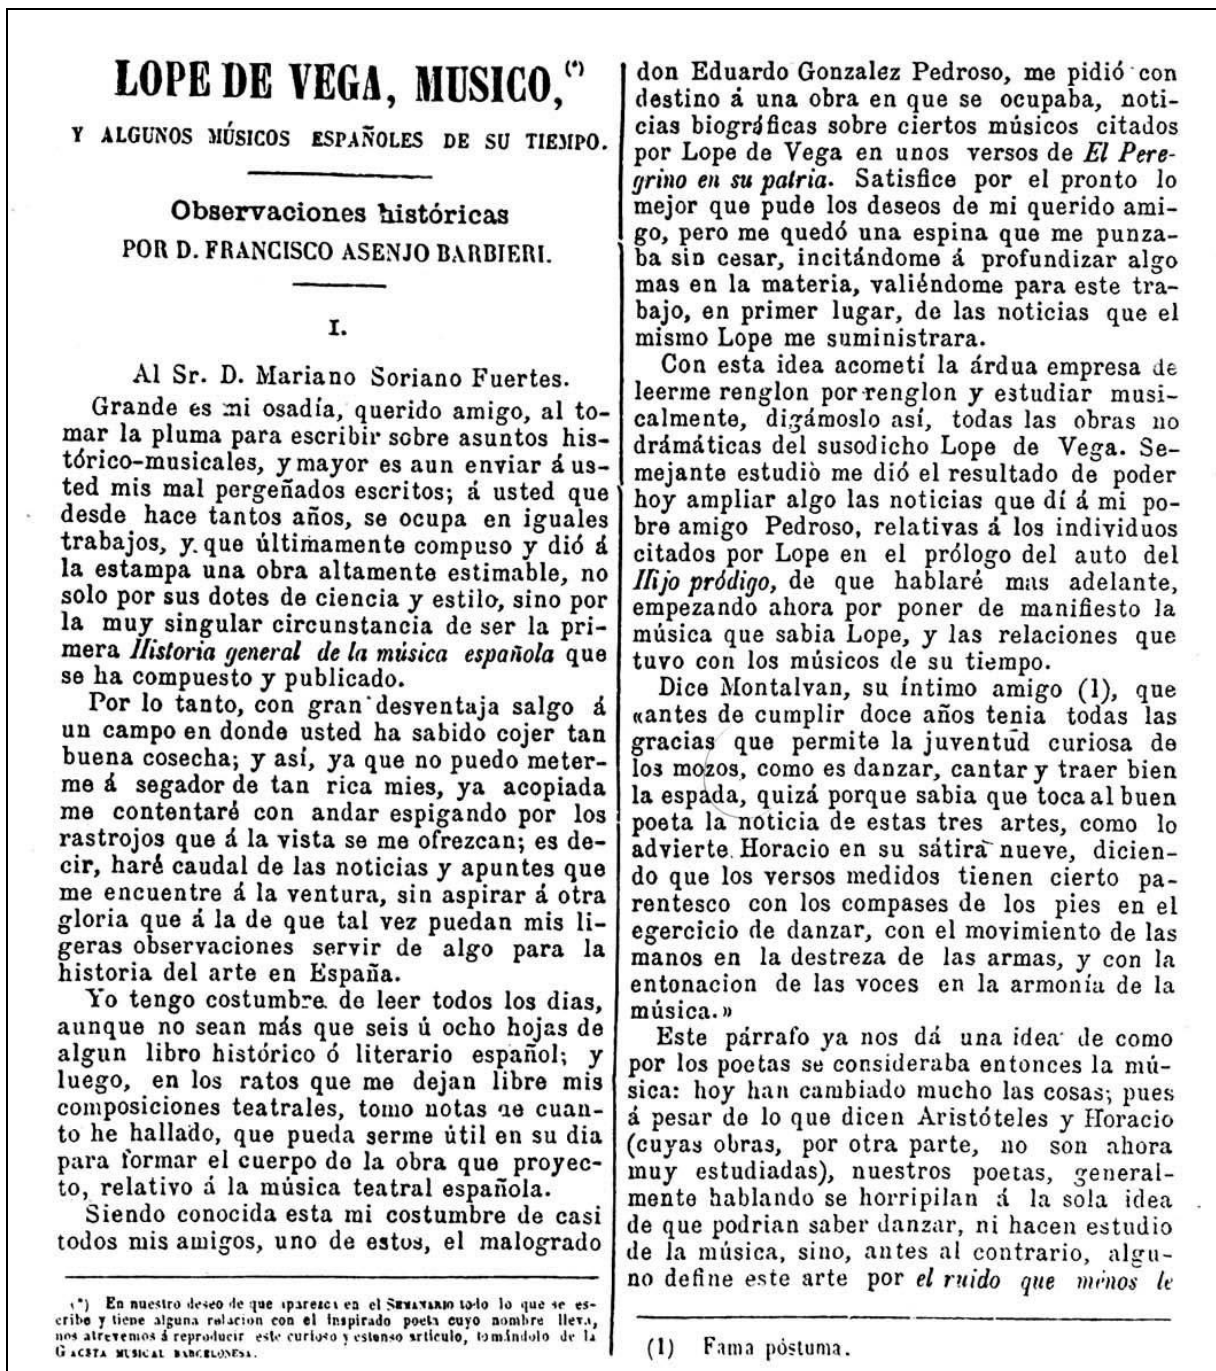 LOPE DE VEGA, MUSICO,(*)
Y ALGUNOS MÚSICOS ESPAÑOLES DE SU TIEMPO.
Observaciones históricas
POR D. FRANCISCO ASENJO BARBIERI.
I.
Al Sr. D. Mariano Soriano Fuertes.
Grande es mi osadía, querido amigo, al to-
mar la pluma para escribir sobre asuntos his-
tórico-musicales, y mayor es aun enviar á us-
ted mis mal pergeñados escritos; á usted que
desde hace tantos años, se ocupa en iguales
trabajos, y que últimamente compuso y dió á
la estampa una obra altamente estimable, no
solo por sus dotes de ciencia y estilo, sino por
la muy singular circunstancia de ser la pri-
mera Historia general de la música española que
se ha compuesto y publicado.
Por lo tanto, con gran desventaja salgo á
un campo en donde usted ha sabido cojer tan
buena cosecha; y así, ya que no puedo meter-
me á segador de tan rica mies, ya acopiada
me contentaré con andar espigando por los
rastrojos que á la vista se me ofrezcan; es de-
cir, haré caudal de las noticias y apuntes que
me encuentre á la ventura, sin aspirar á otra
gloria que á la de que tal vez puedan mis li-
geras observaciones servir de algo para la
historia del arte en España.
Yo tengo costumbre de leer todos los dias,
aunque no sean más que seis ú ocho hojas de
algun libro histórico ó literario español; y
luego, en los ratos que me dejan libre mis
composiciones teatrales, tomo notas de cuan-
to he hallado, que pueda serme útil en su dia
para formar el cuerpo de la obra que proyec-
to, relativo á la música teatral española.
Siendo conocida esta mi costumbre de casi
todos mis amigos, uno de estos, el malogrado
(*) En nuestro deseo de que aparezca en el SEMANARIO todo lo que se es-
cribe y tiene alguna relacion con el inspirado poeta cuyo nombre lleva,
nos atrevemos á reproducir este curioso y estenso artículo, tomándolo de la
GACETA MUSICAL BARCELONESA.
don Eduardo Gonzalez Pedroso, me pidió con
destino á una obra en que se ocupaba, noti-
cias biográficas sobre ciertos músicos citados
por Lope de Vega en unos versos de El Pere-
grino en su patria. Satisfice por el pronto lo
mejor que pude los deseos de mi querido ami-
go, pero me quedó una espina que me punza-
ba sin cesar, incitándome á profundizar algo
mas en la materia, valiéndome para este tra-
bajo, en primer lugar, de las noticias que el
mismo Lope me suministrara.
Con esta idea acometí la árdua empresa de
leerme renglon por renglon y estudiar musi-
calmente, digámoslo así, todas las obras no
drámáticas del susodicho Lope de Vega. Se-
mejante estudio me dió el resultado de poder
hoy ampliar algo las noticias que dí á mi po-
bre amigo Pedroso, relativas á los individuos
citados por Lope en el prólogo del auto del
Hijo pródigo, de que hablaré mas adelante,
empezando ahora por poner de manifiesto la
música que sabia Lope, y las relaciones que
tuvo con los músicos de su tiempo.
Dice Montalvan, su íntimo amigo (1), que
«antes de cumplir doce años tenia todas las
gracias que permite la juventud curiosa de
los mozos, como es danzar, cantar y traer bien
la espada, quizá porque sabia que toca al buen
poeta la noticia de estas tres artes, como lo
advierte Horacio en su sátira nueve, dicien-
do que los versos medidos tienen cierto pa-
rentesco con los compases de los pies en el
egercicio de danzar, con el movimiento de las
manos en la destreza de las armas, y con la
entonacion de las voces en la armonía de la
música.»
Este párrafo ya nos dá una idea de como
por los poetas se consideraba entonces la mú-
sica: hoy han cambiado mucho las cosas; pues
á pesar de lo que dicen Aristóteles y Horacio
(cuyas obras, por otra parte, no son ahora
muy estudiadas), nuestros poetas, general-
mente hablando se horripilan á la sola idea
de que podrian saber danzar, ni hacen estudio
de la música, sino, antes al contrario, algu-
no define este arte por el ruido que ménos le
(1) Fama póstuma.